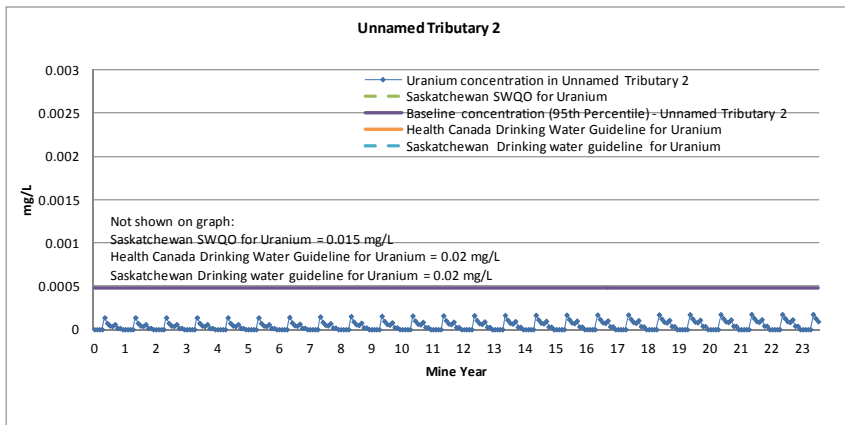 Unnamed Tributary 2
0.003
0.0025
0.002
0.0015
0.001
0.0005
0
mg/L
Uranium concentration in Unnamed Tributary 2
Saskatchewan SWQO for Uranium
Baseline concentration (95th Percentile) - Unnamed Tributary 2
Health Canada Drinking Water Guideline for Uranium
Saskatchewan Drinking water guideline for Uranium
Not shown on graph:
Saskatchewan SWQO for Uranium = 0.015 mg/L
Health Canada Drinking Water Guideline for Uranium = 0.02 mg/L
Saskatchewan Drinking water guideline for Uranium = 0.02 mg/L
0 1 2 3 4 5 6 7 8 9 10 11 12 13 14 15 16 17 18 19 20 21 22 23
Mine Year